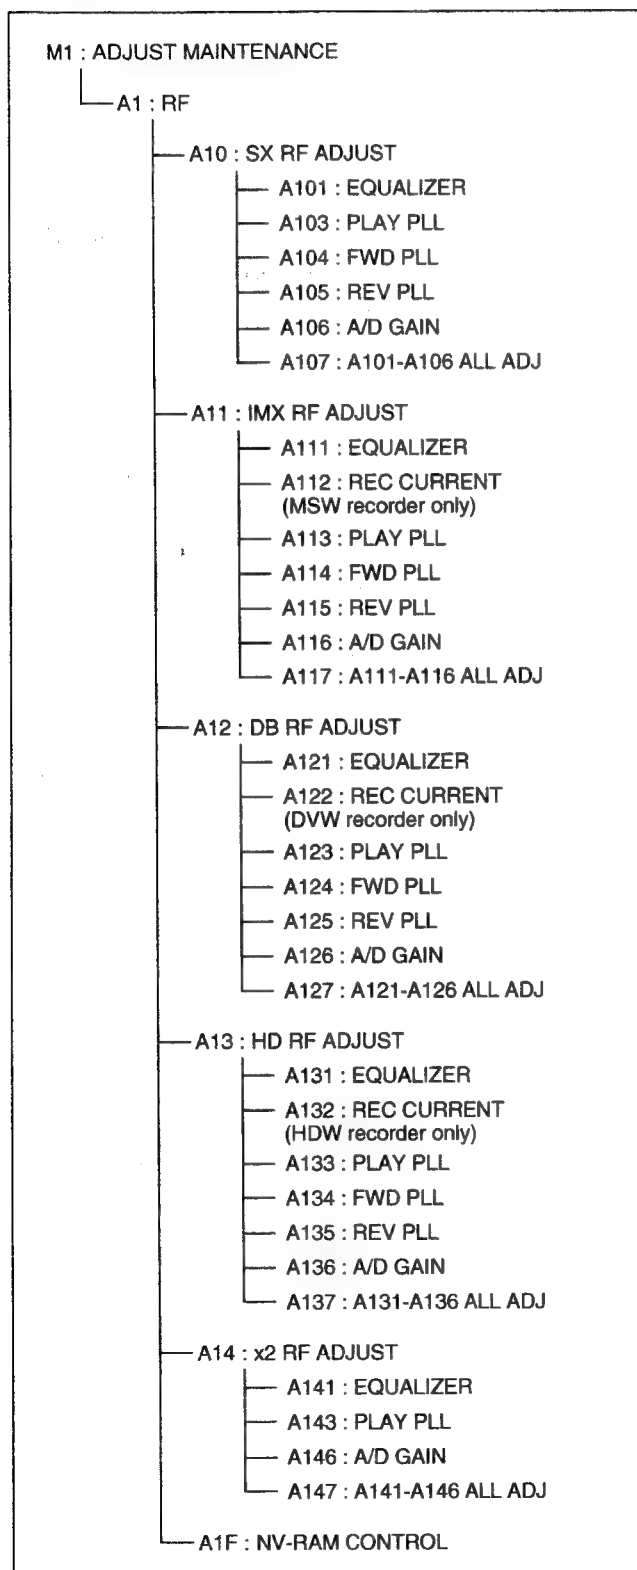 M1 : ADJUST MAINTENANCE
A1 : RF
A10 : SX RF ADJUST
A101 : EQUALIZER
A103 : PLAY PLL
A104 : FWD PLL
A105 : REV PLL
A106 : A/D GAIN
A107 : A101-A106 ALL ADJ
A11 : IMX RF ADJUST
A111 : EQUALIZER
A112 : REC CURRENT
(MSW recorder only)
A113 : PLAY PLL
A114 : FWD PLL
A115 : REV PLL
A116 : A/D GAIN
A117 : A111-A116 ALL ADJ
A12 : DB RF ADJUST
A121 : EQUALIZER
A122 : REC CURRENT
(DVW recorder only)
A123 : PLAY PLL
A124 : FWD PLL
A125 : REV PLL
A126 : A/D GAIN
A127 : A121-A126 ALL ADJ
A13 : HD RF ADJUST
A131 : EQUALIZER
A132 : REC CURRENT
(HDW recorder only)
A133 : PLAY PLL
A134 : FWD PLL
A135 : REV PLL
A136 : A/D GAIN
A137 : A131-A136 ALL ADJ
A14 : x2 RF ADJUST
A141 : EQUALIZER
A143 : PLAY PLL
A146 : A/D GAIN
A147 : A141-A146 ALL ADJ
A1F : NV-RAM CONTROL